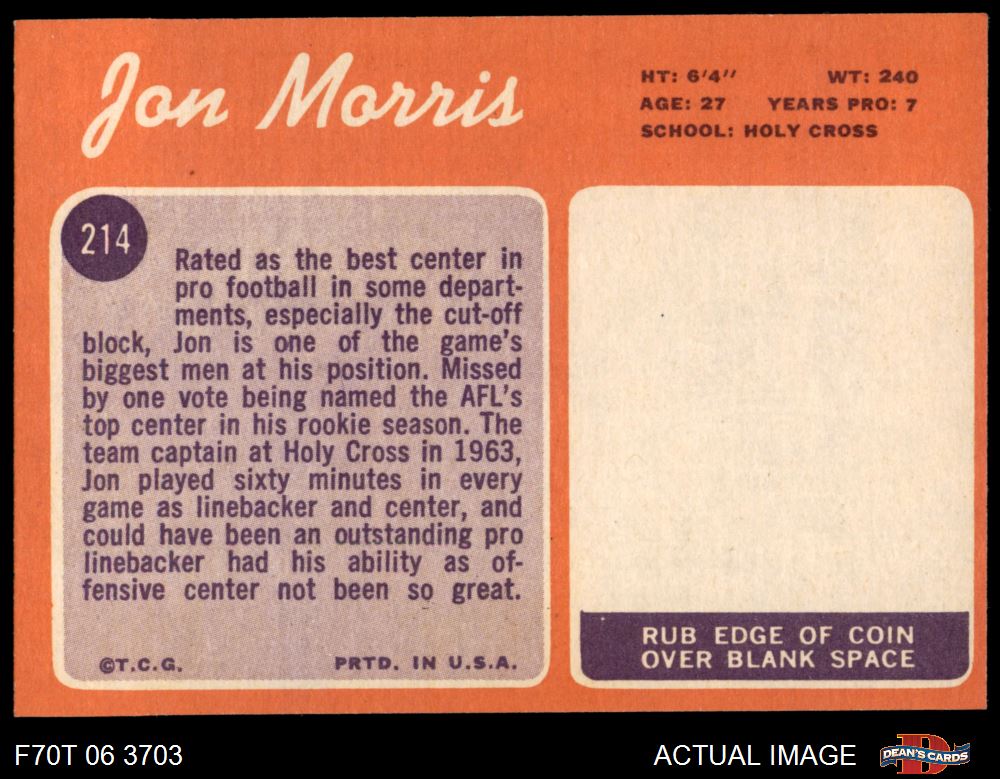 Jon Morris
HT: 6'4'' WT: 240
AGE: 27 YEARS PRO: 7
SCHOOL: HOLY CROSS
214
Rated as the best center in
pro football in some depart-
ments, especially the cut-off
block, Jon is one of the game's
biggest men at his position. Missed
by one vote being named the AFL's
top center in his rookie season. The
team captain at Holy Cross in 1963,
Jon played sixty minutes in every
game as linebacker and center, and
could have been an outstanding pro
linebacker had his ability as of-
fensive center not been so great.
©T.C.G. PRTD. IN U.S.A.
RUB EDGE OF COIN
OVER BLANK SPACE
F70T 06 3703
ACTUAL IMAGE
DEAN'S CARDS